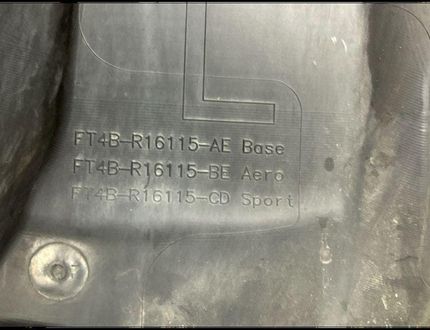 FT4B-R16115-AE Base
FT4B-R16115-BE Aero
FT4B-R16115-CD Sport